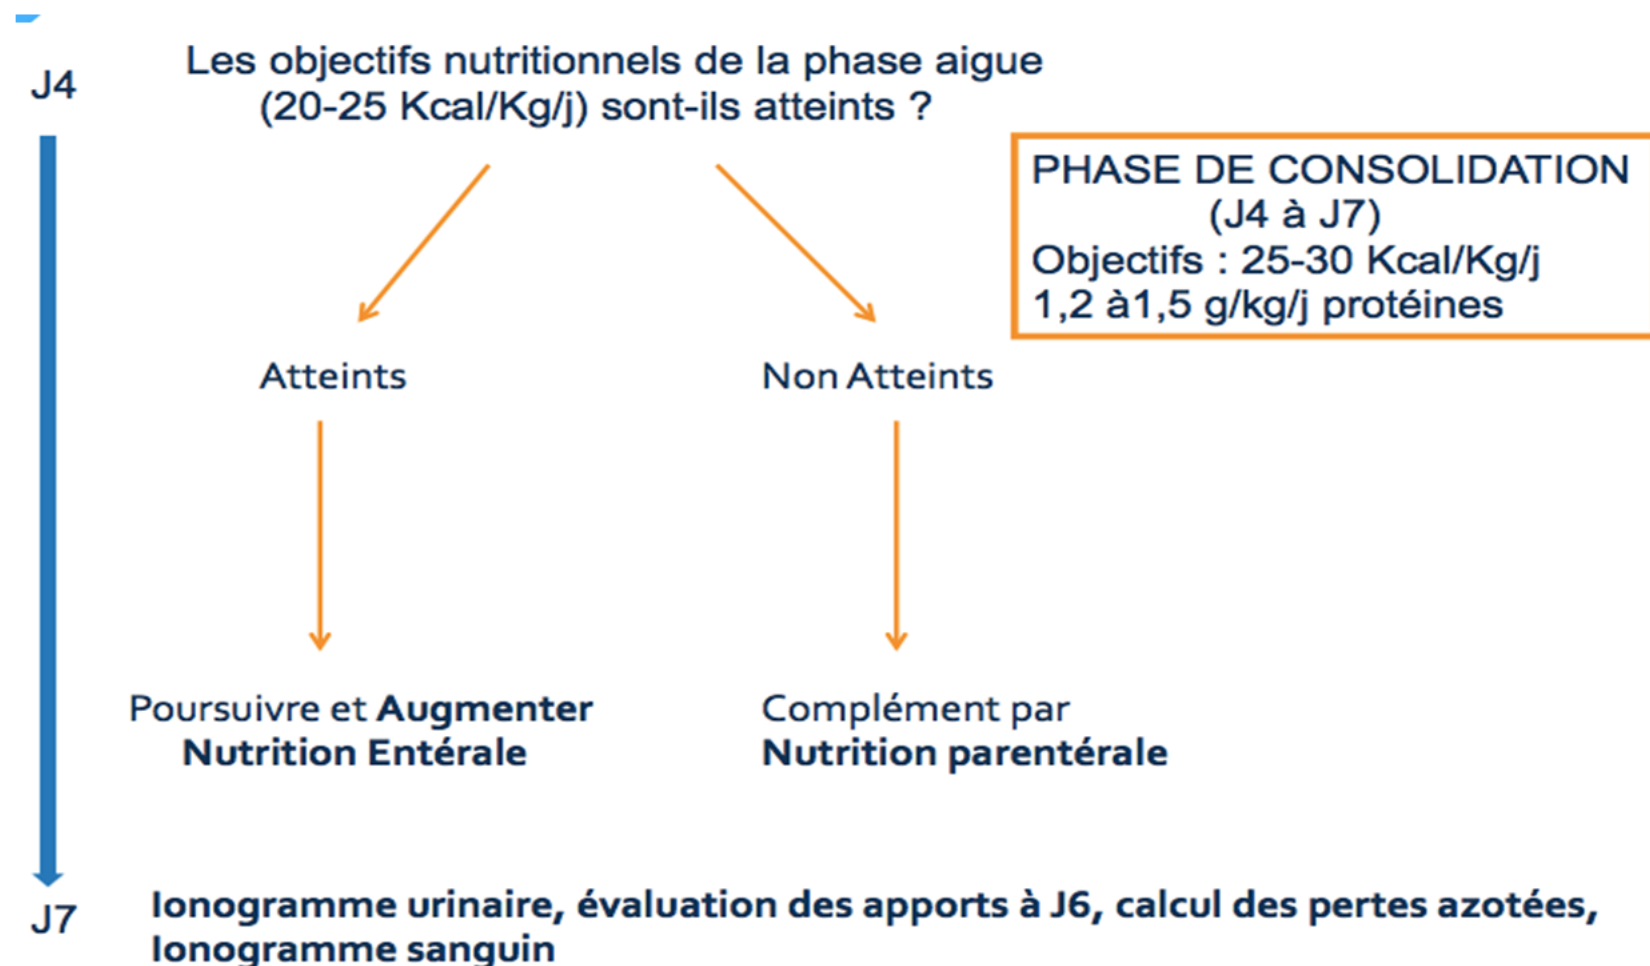 J4
Les objectifs nutritionnels de la phase aigue
(20-25 Kcal/Kg/j) sont-ils atteints ?
PHASE DE CONSOLIDATION
(J4 à J7)
Objectifs : 25-30 Kcal/Kg/j
1,2 à1,5 g/kg/j protéines
Atteints
Non Atteints
Poursuivre et Augmenter
Nutrition Entérale
Complément par
Nutrition parentérale
J7
Ionogramme urinaire, évaluation des apports à J6, calcul des pertes azotées,
Ionogramme sanguin